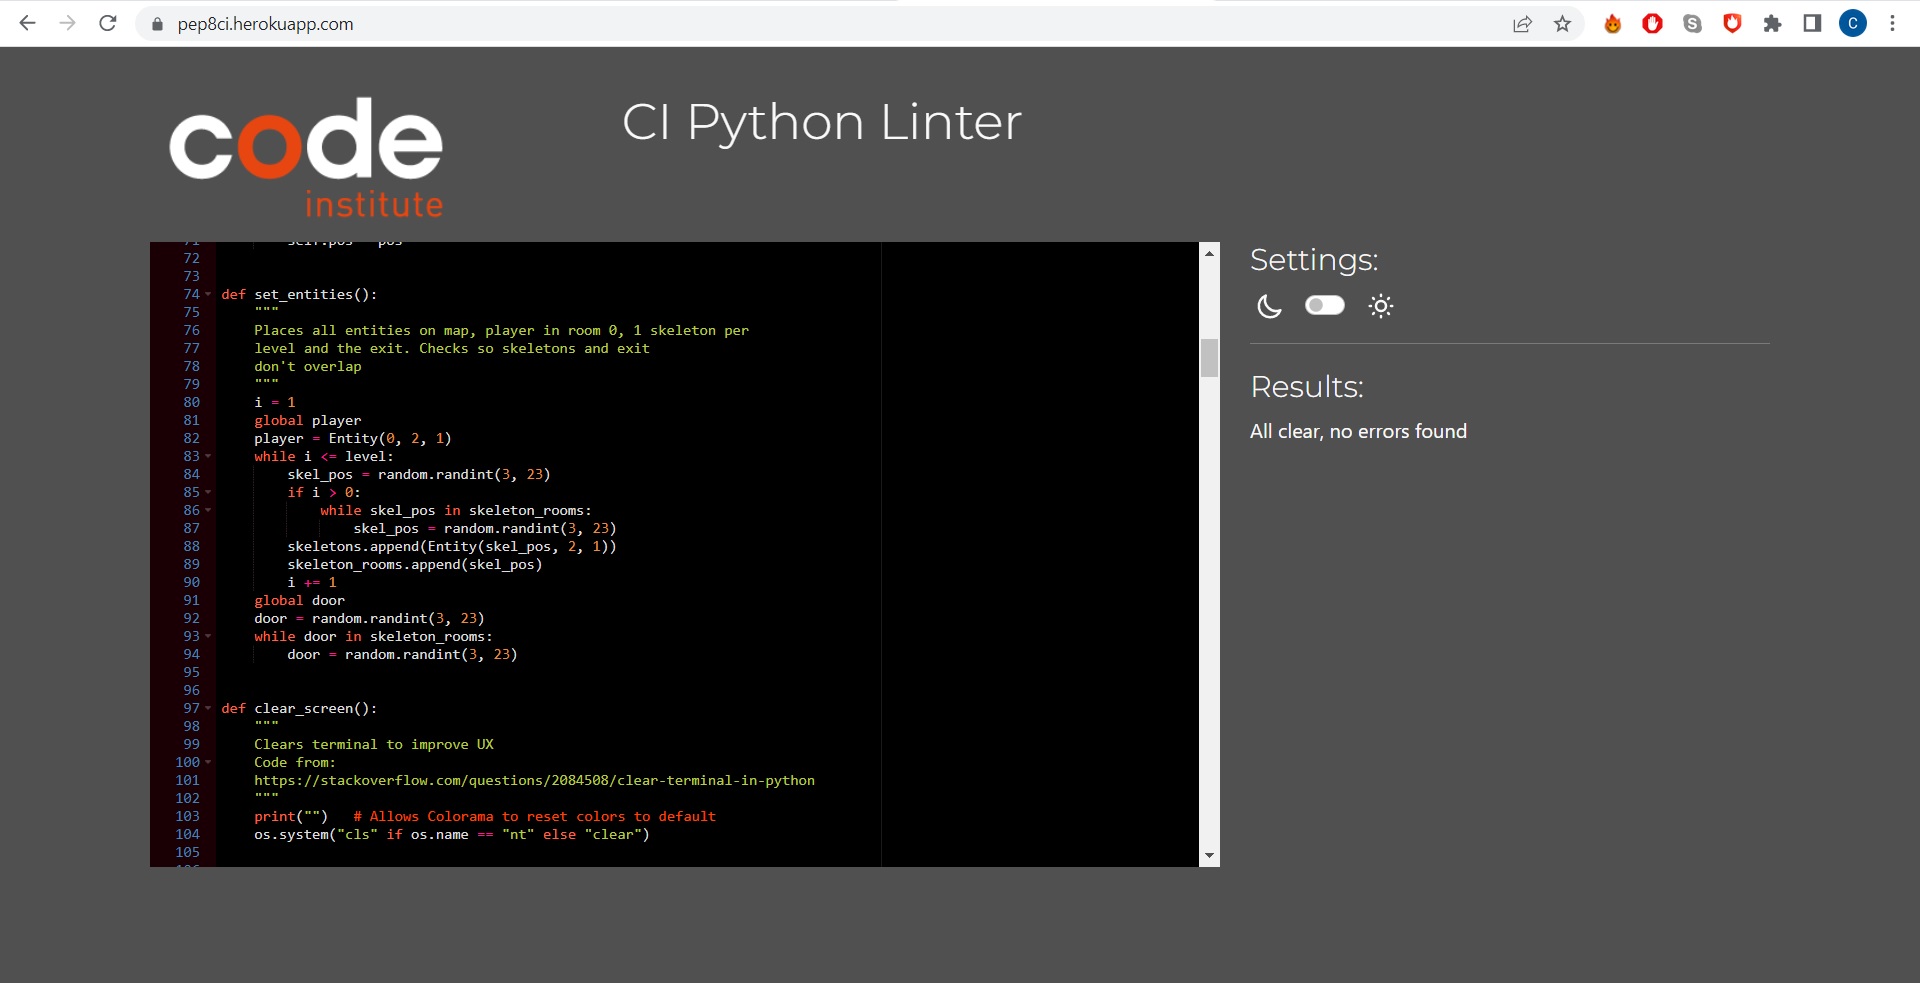 pep8ci.herokuapp.com
C
code
institute
CI Python Linter
72
73
74 def set_entities():
75 """
76 Places all entities on map, player in room 0, 1 skeleton per
77 level and the exit. Checks so skeletons and exit
78 don't overlap
79 """
80 i = 1
81 global player
82 player = Entity(0, 2, 1)
83 while i <= level:
84 skel_pos = random.randint(3, 23)
85 if i > 0:
86 while skel_pos in skeleton_rooms:
87 skel_pos = random.randint(3, 23)
88 skeletons.append(Entity(skel_pos, 2, 1))
89 skeleton_rooms.append(skel_pos)
90 i += 1
91 global door
92 door = random.randint(3, 23)
93 while door in skeleton_rooms:
94 door = random.randint(3, 23)
95
96
97 def clear_screen():
98 """
99 Clears terminal to improve UX
100 Code from:
101 https://stackoverflow.com/questions/2084508/clear-terminal-in-python
102 """
103 print("") # Allows Colorama to reset colors to default
104 os.system("cls" if os.name == "nt" else "clear")
105
Settings:
Results:
All clear, no errors found